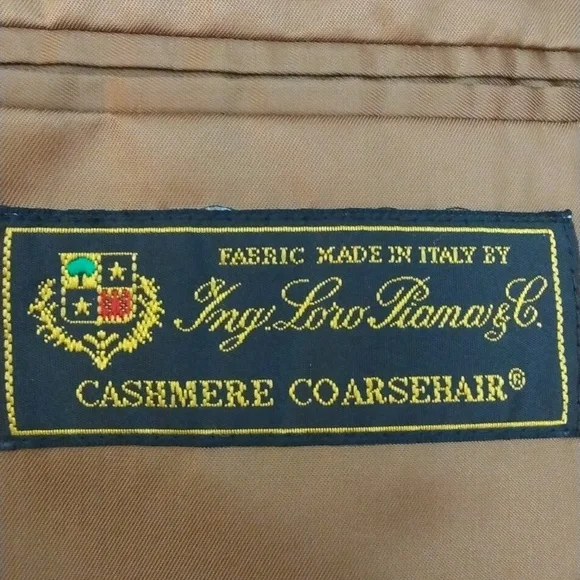 FABRIC MADE IN ITALY BY
Ing Loro Piana & C.
CASHMERE COARSEHAIR®